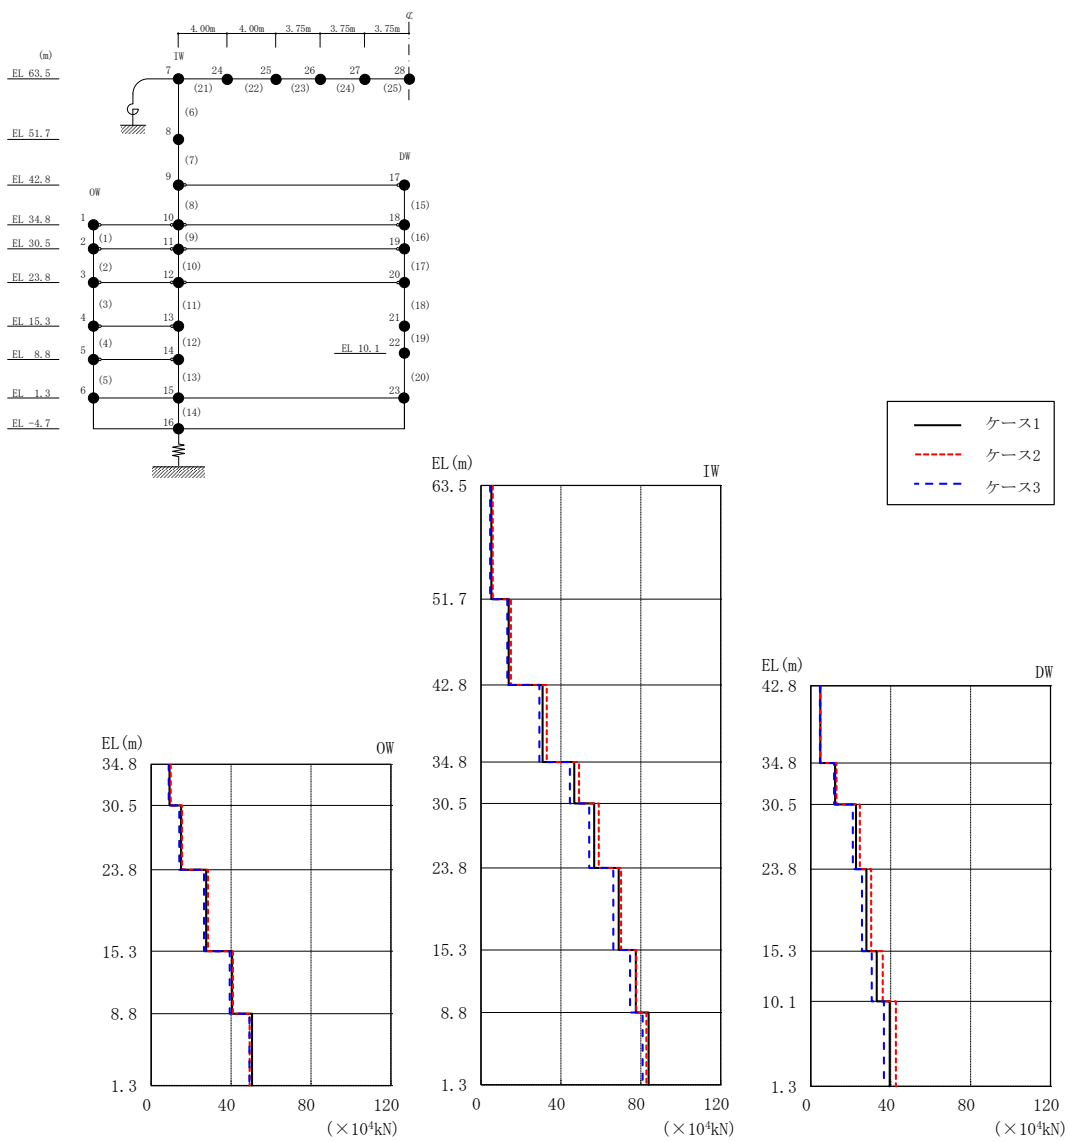 ℄
4.00m 4.00m 3.75m 3.75m 3.75m
(m)
IW
EL 63.5 7 24 25 26 27 28
(21) (22) (23) (24) (25)
(6)
EL 51.7 8
(7)
DW
EL 42.8 9 17
OW
(8) (15)
EL 34.8 1 10 18
(1) (9) (16)
EL 30.5 2 11 19
(2) (10) (17)
EL 23.8 3 12 20
(3) (11) (18)
EL 15.3 4 13 21
(4) (12) (19)
EL 10.1 22
EL 8.8 5 14
(5) (13) (20)
EL 1.3 6 15 23
(14)
EL -4.7 16
ケース1
ケース2
ケース3
EL(m) IW
63.5
51.7
42.8
34.8
30.5
23.8
15.3
8.8
1.3
0 40 80 120
(×10⁴kN)
EL(m) DW
42.8
34.8
30.5
23.8
15.3
10.1
1.3
0 40 80 120
(×10⁴kN)
EL(m) OW
34.8
30.5
23.8
15.3
8.8
1.3
0 40 80 120
(×10⁴kN)